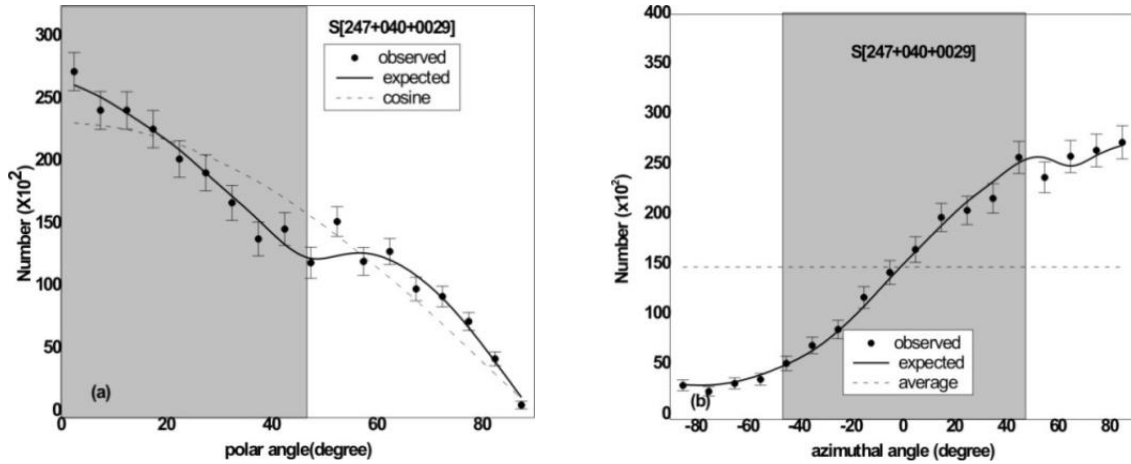 S[247+040+0029]
observed
expected
cosine
300
250
200
150
100
50
0
Number (X10²)
(a)
0 20 40 60 80
polar angle(degree)
400
350
300
250
200
150
100
50
0
Number (x10²)
S[247+040+0029]
observed
expected
average
(b)
-80 -60 -40 -20 0 20 40 60 80
azimuthal angle (degree)